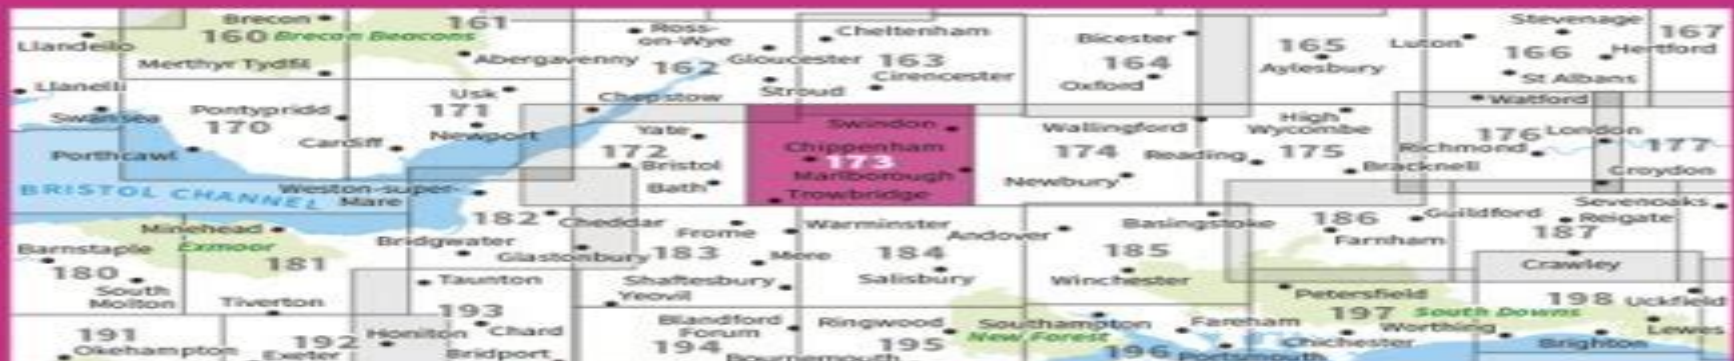 Brecon 161 Ross-on-Wye Cheltenham Bicester 165 Luton Stevenage 167
Llandeilo 160 Brecon Beacons Abergavenny 162 Gloucester 163 164 Aylesbury 166 Hertford
Merthyr Tydfil Cirencester Oxford St Albans
Llanelli Usk Chepstow Stroud Watford
Swansea Pontypridd 171 Yate Swindon Wallingford High Wycombe 176 London
170 Cardiff Newport 172 Chippenham 174 Reading 175 Richmond 177
Porthcawl Bristol 173 Bracknell Croydon
BRISTOL CHANNEL Weston-super-Mare Bath Marlborough Newbury
Trowbridge Sevenoaks
Minehead 182 Cheddar Frome Warminster Andover Basingstoke 186 Guildford Reigate
Barnstaple Exmoor Bridgwater Glastonbury 183 Mere 184 185 Farnham 187
180 181 Taunton Shaftesbury Salisbury Winchester Crawley
South Molton Tiverton Yeovil Petersfield 198 Uckfield
193 Blandford Forum Ringwood Southampton Fareham 197 South Downs
191 192 Honiton Chard 194 195 New Forest Chichester Worthing Lewes
Okehampton Exeter Bridport Bournemouth 196 Portsmouth Brighton